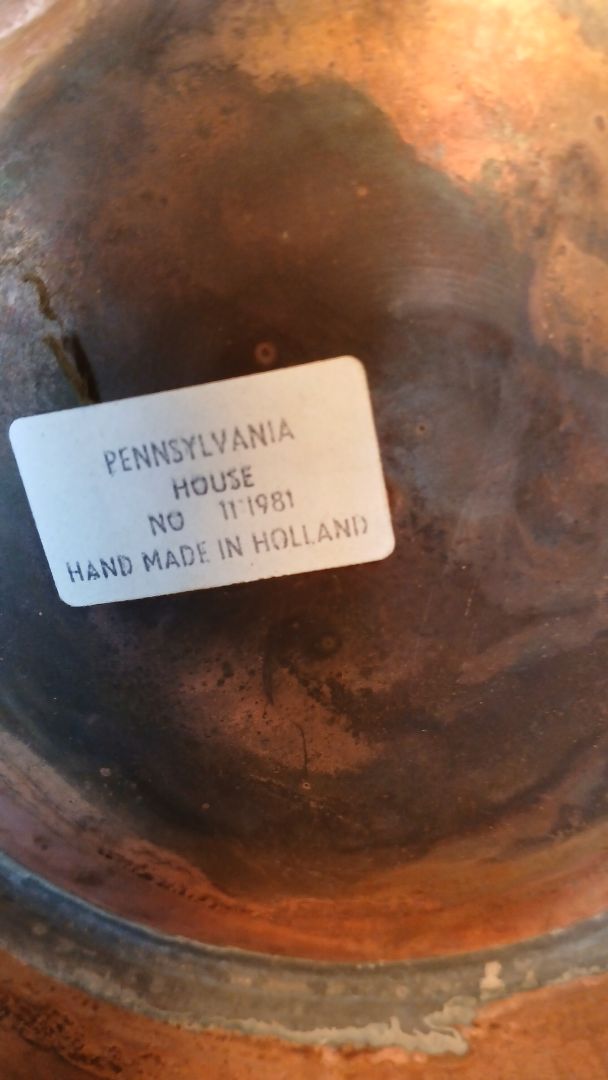 PENNSYLVANIA
HOUSE
NO 11 1981
HAND MADE IN HOLLAND